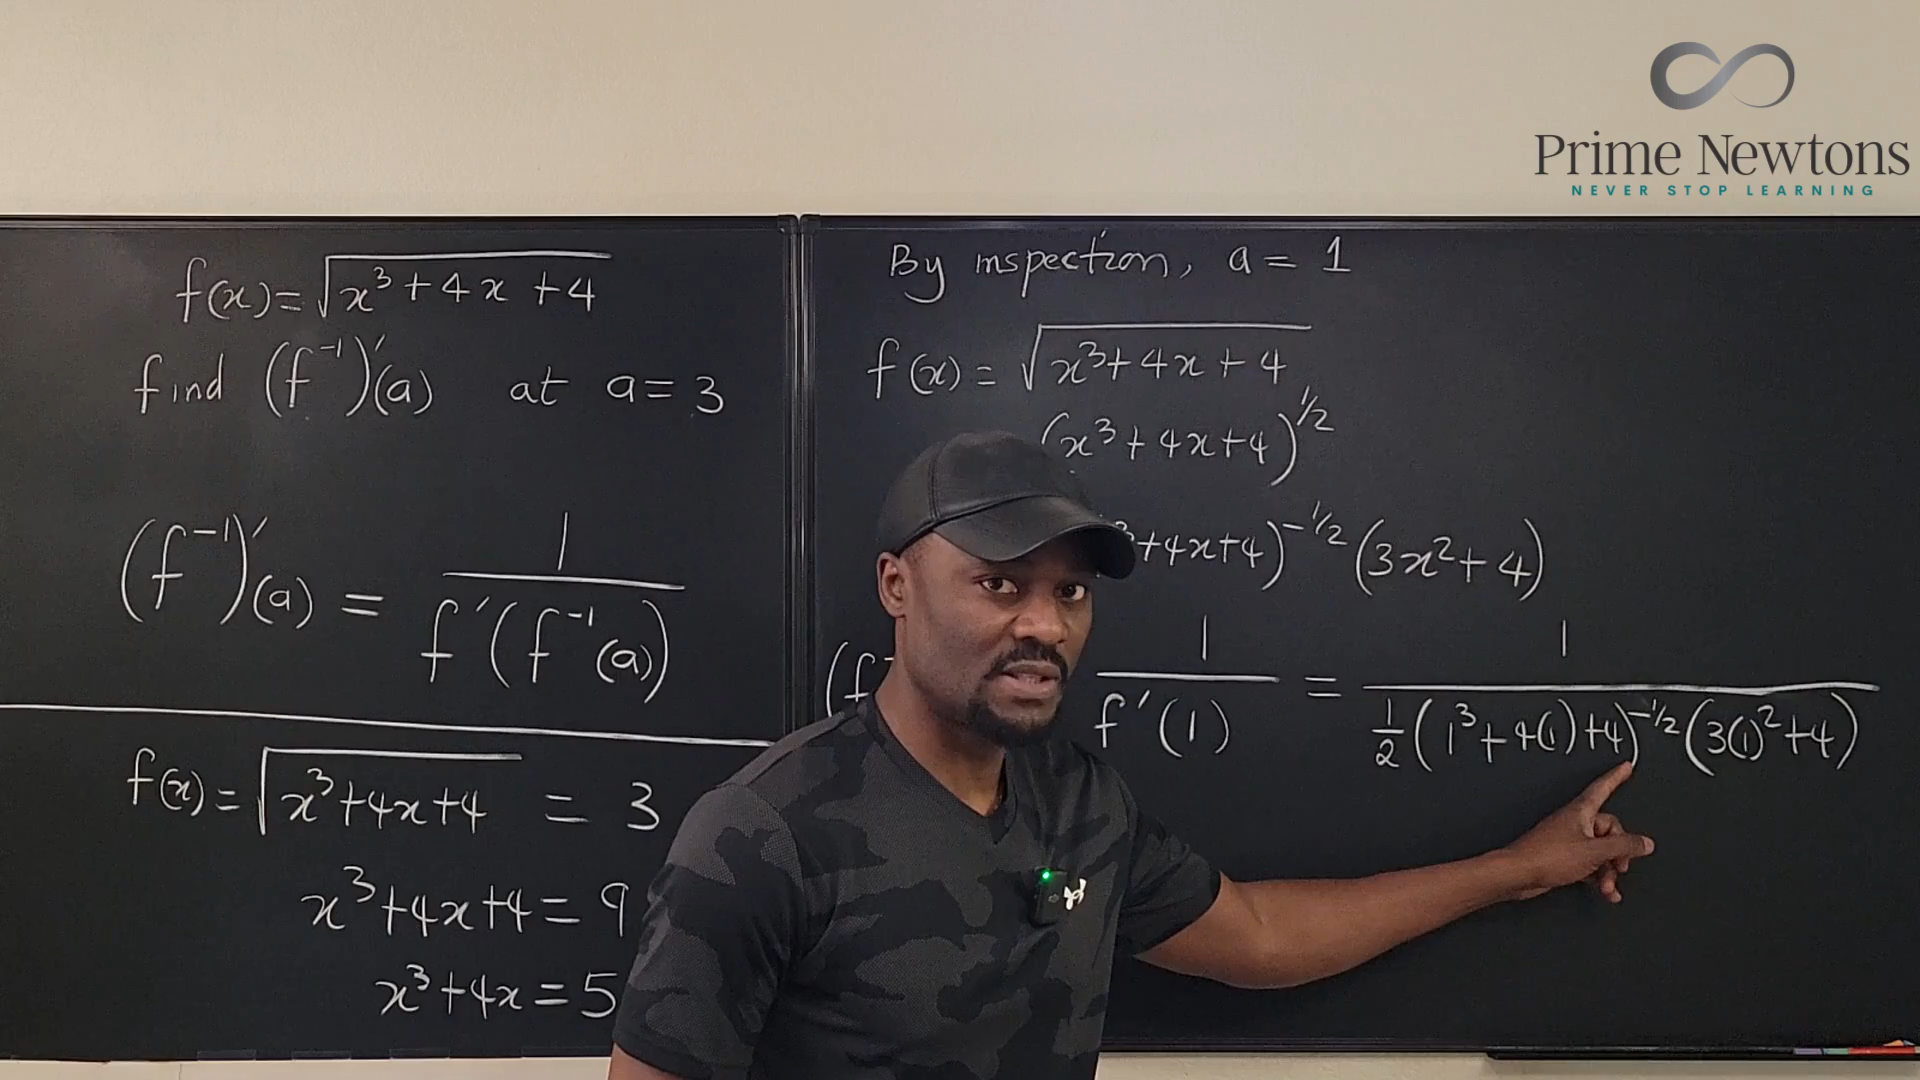 Prime Newtons
NEVER STOP LEARNING
f(x) = √(x³ + 4x + 4)
find (f⁻¹)′(a) at a = 3
(f⁻¹)′(a) = 1 / f′(f⁻¹(a))
f(x) = √(x³+4x+4) = 3
x³+4x+4 = 9
x³+4x = 5
By inspection, a = 1
f(x) = √(x³+4x+4)
(x³+4x+4)^1/2
+4x+4)^-1/2 (3x²+4)
1 / f′(1) = 1 / ½(1³+4(1)+4)^-1/2 (3(1)²+4)